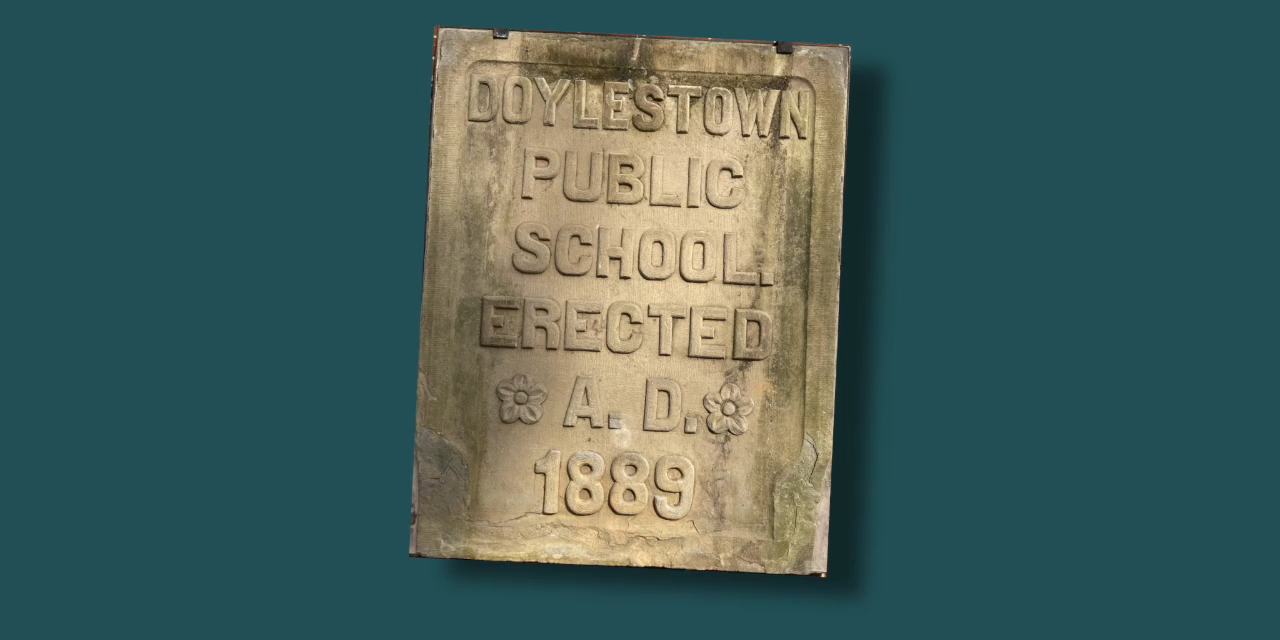 DOYLESTOWN
PUBLIC
SCHOOL.
ERECTED
A. D.
1889